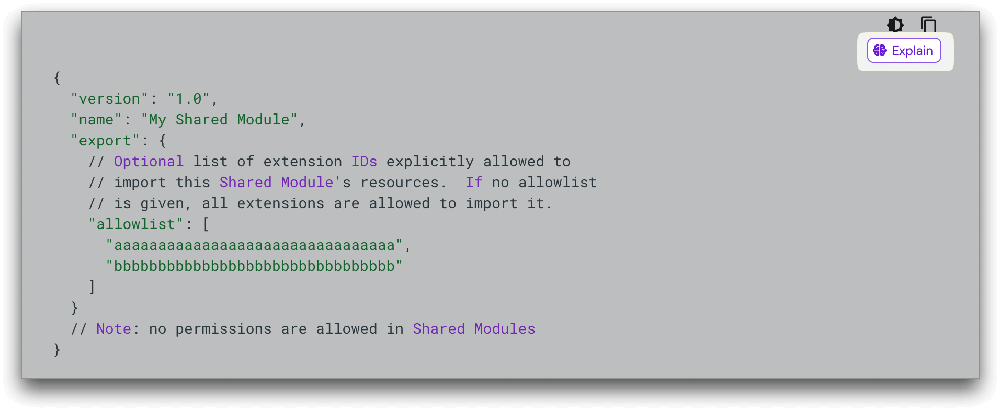 Explain
{
  "version": "1.0",
  "name": "My Shared Module",
  "export": {
    // Optional list of extension IDs explicitly allowed to
    // import this Shared Module's resources.  If no allowlist
    // is given, all extensions are allowed to import it.
    "allowlist": [
      "aaaaaaaaaaaaaaaaaaaaaaaaaaaaaaaa",
      "bbbbbbbbbbbbbbbbbbbbbbbbbbbbbbbb"
    ]
  }
  // Note: no permissions are allowed in Shared Modules
}